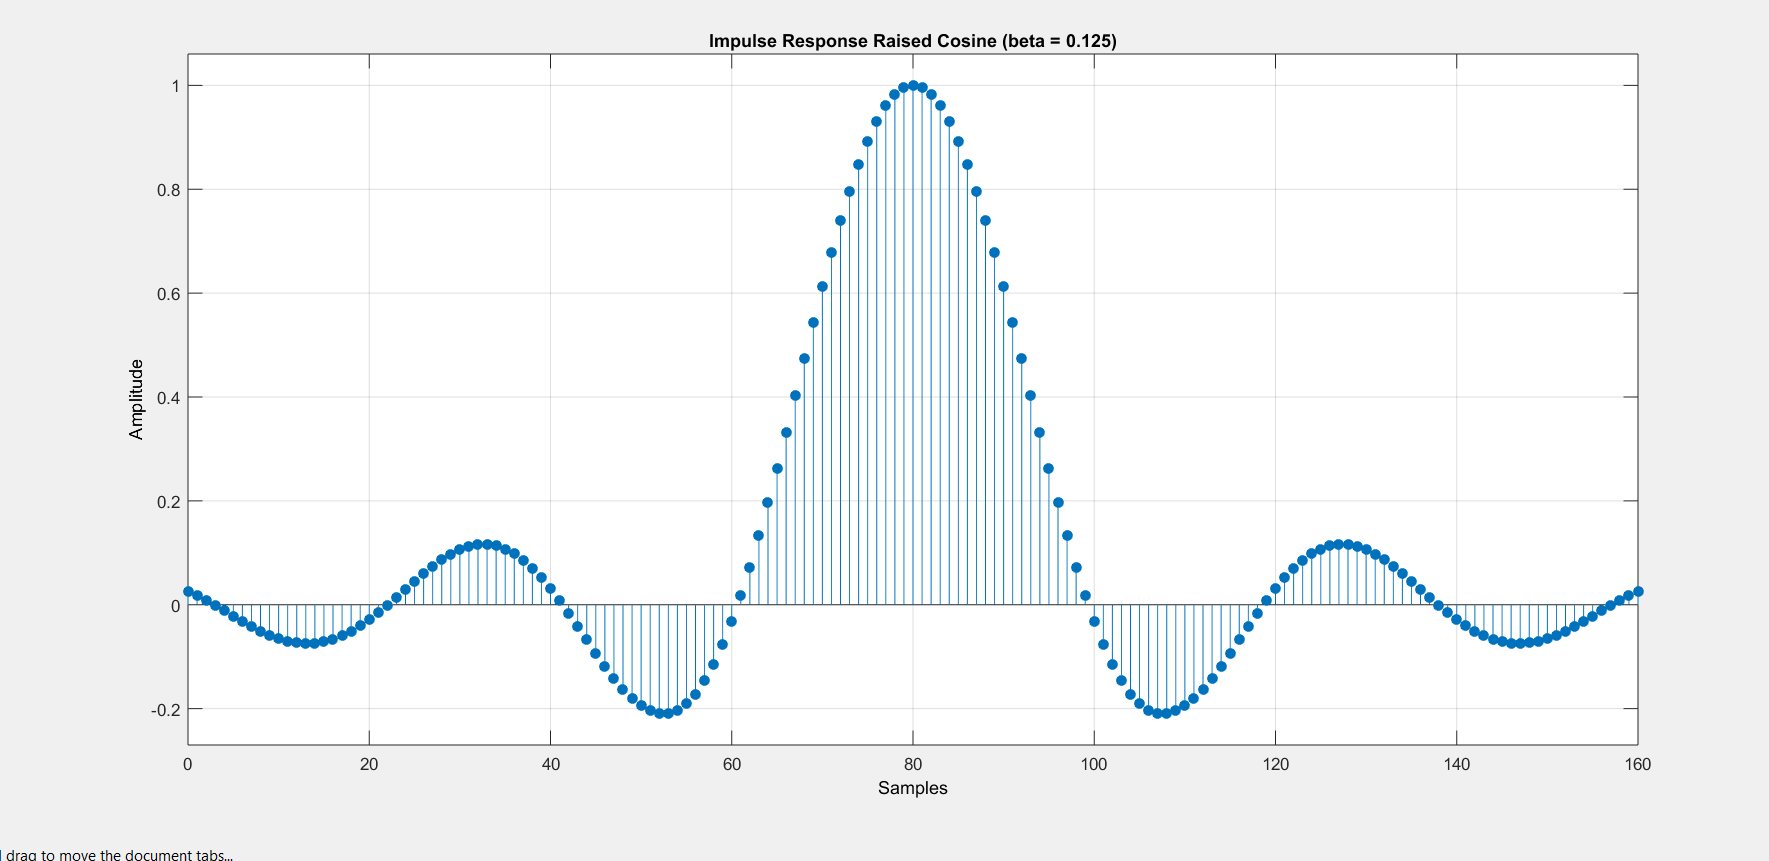 Impulse Response Raised Cosine (beta = 0.125)
1
0.8
0.6
0.4
0.2
0
-0.2
Amplitude
0 20 40 60 80 100 120 140 160
Samples
drag to move the document tabs...